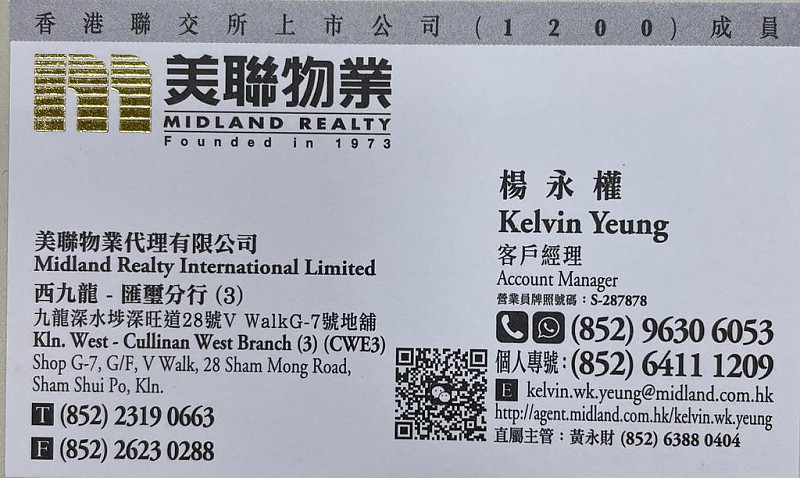 香港聯交所上市公司(1200)成員
美聯物業
MIDLAND REALTY
Founded in 1973
楊永權
Kelvin Yeung
客戶經理
Account Manager
營業員牌照號碼：S-287878
(852) 9630 6053
個人專號：(852) 6411 1209
E kelvin.wk.yeung@midland.com.hk
http://agent.midland.com.hk/kelvin.wk.yeung
直屬主管：黃永財 (852) 6388 0404
美聯物業代理有限公司
Midland Realty International Limited
西九龍 - 匯璽分行 (3)
九龍深水埗深旺道28號V WalkG-7號地舖
Kln. West - Cullinan West Branch (3) (CWE3)
Shop G-7, G/F, V Walk, 28 Sham Mong Road,
Sham Shui Po, Kln.
T (852) 2319 0663
F (852) 2623 0288